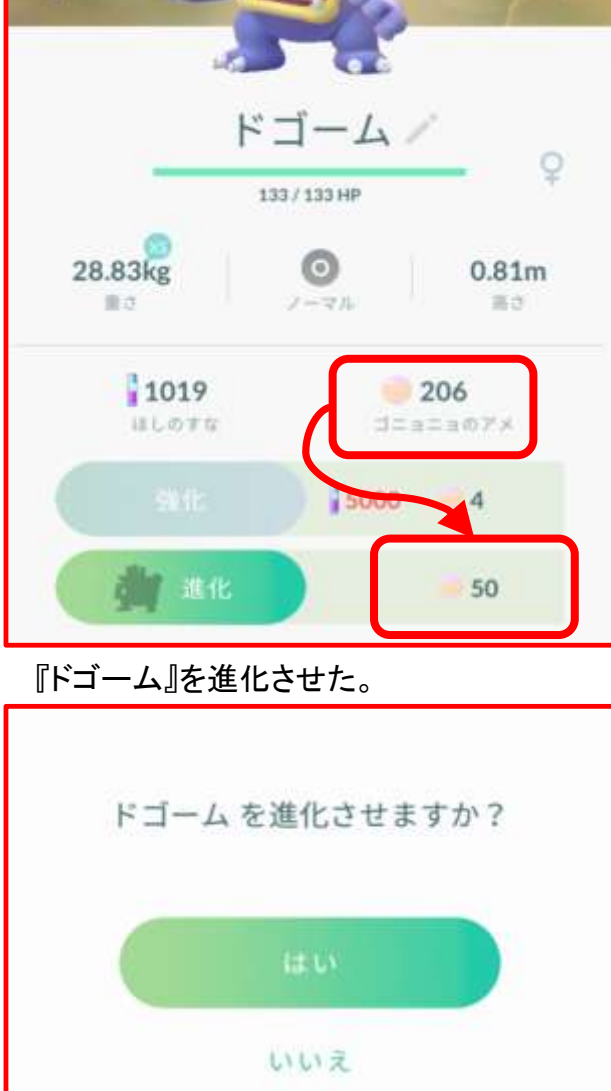 ドゴーム
133 / 133 HP
XS
28.83kg ノーマル 0.81m
重さ 高さ
1019 206
ほしのすな ゴニョニョのアメ
強化 5000 4
進化 50
『ドゴーム』を進化させた。
ドゴーム を進化させますか？
はい
いいえ